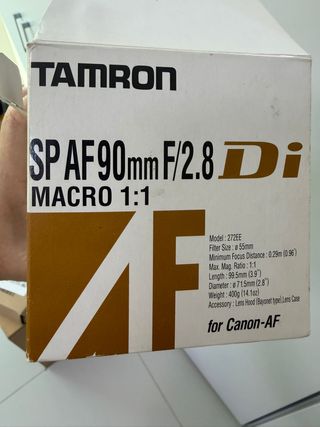 TAMRON
SP AF90mm F/2.8 Di
MACRO 1:1
AF
Model : 272EE
Filter Size : ø 55mm
Minimum Focus Distance : 0.29m (0.96')
Max. Mag. Ratio : 1:1
Length : 99.5mm (3.9")
Diameter : ø 71.5mm (2.8")
Weight : 400g (14.1oz)
Accessory : Lens Hood (Bayonet type), Lens Case
for Canon-AF